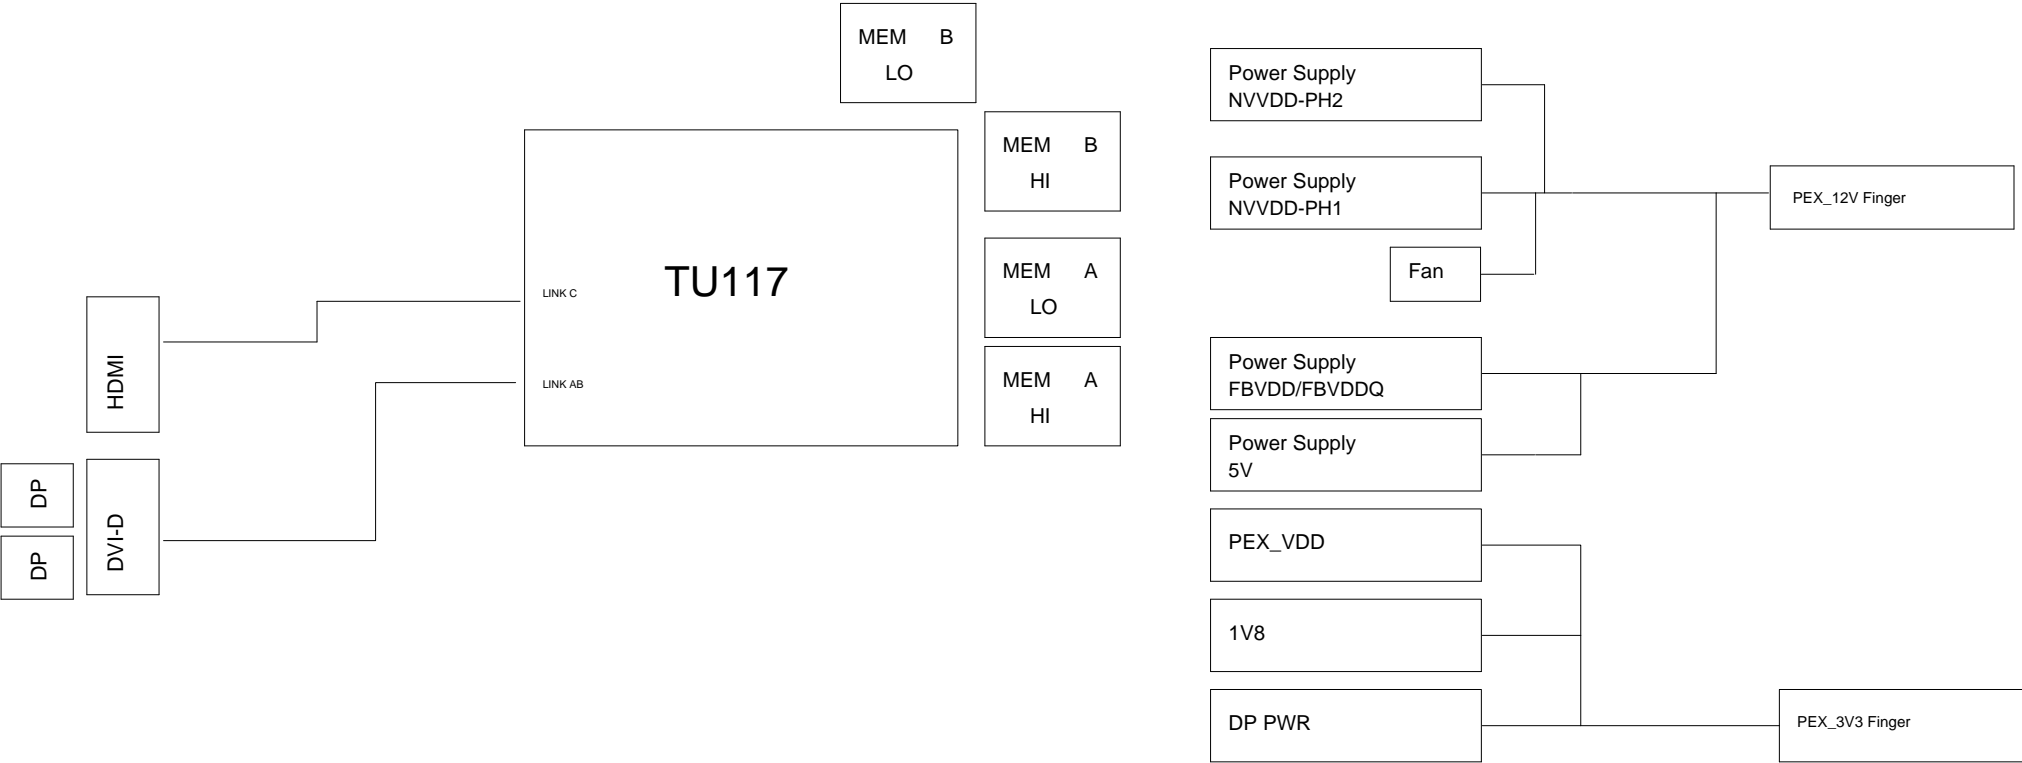 MEM B
LO
MEM B
HI
MEM A
LO
MEM A
HI
TU117
LINK C
LINK AB
HDMI
DVI-D
DP
DP
Power Supply
NVVDD-PH2
Power Supply
NVVDD-PH1
Fan
Power Supply
FBVDD/FBVDDQ
Power Supply
5V
PEX_VDD
1V8
DP PWR
PEX_12V Finger
PEX_3V3 Finger